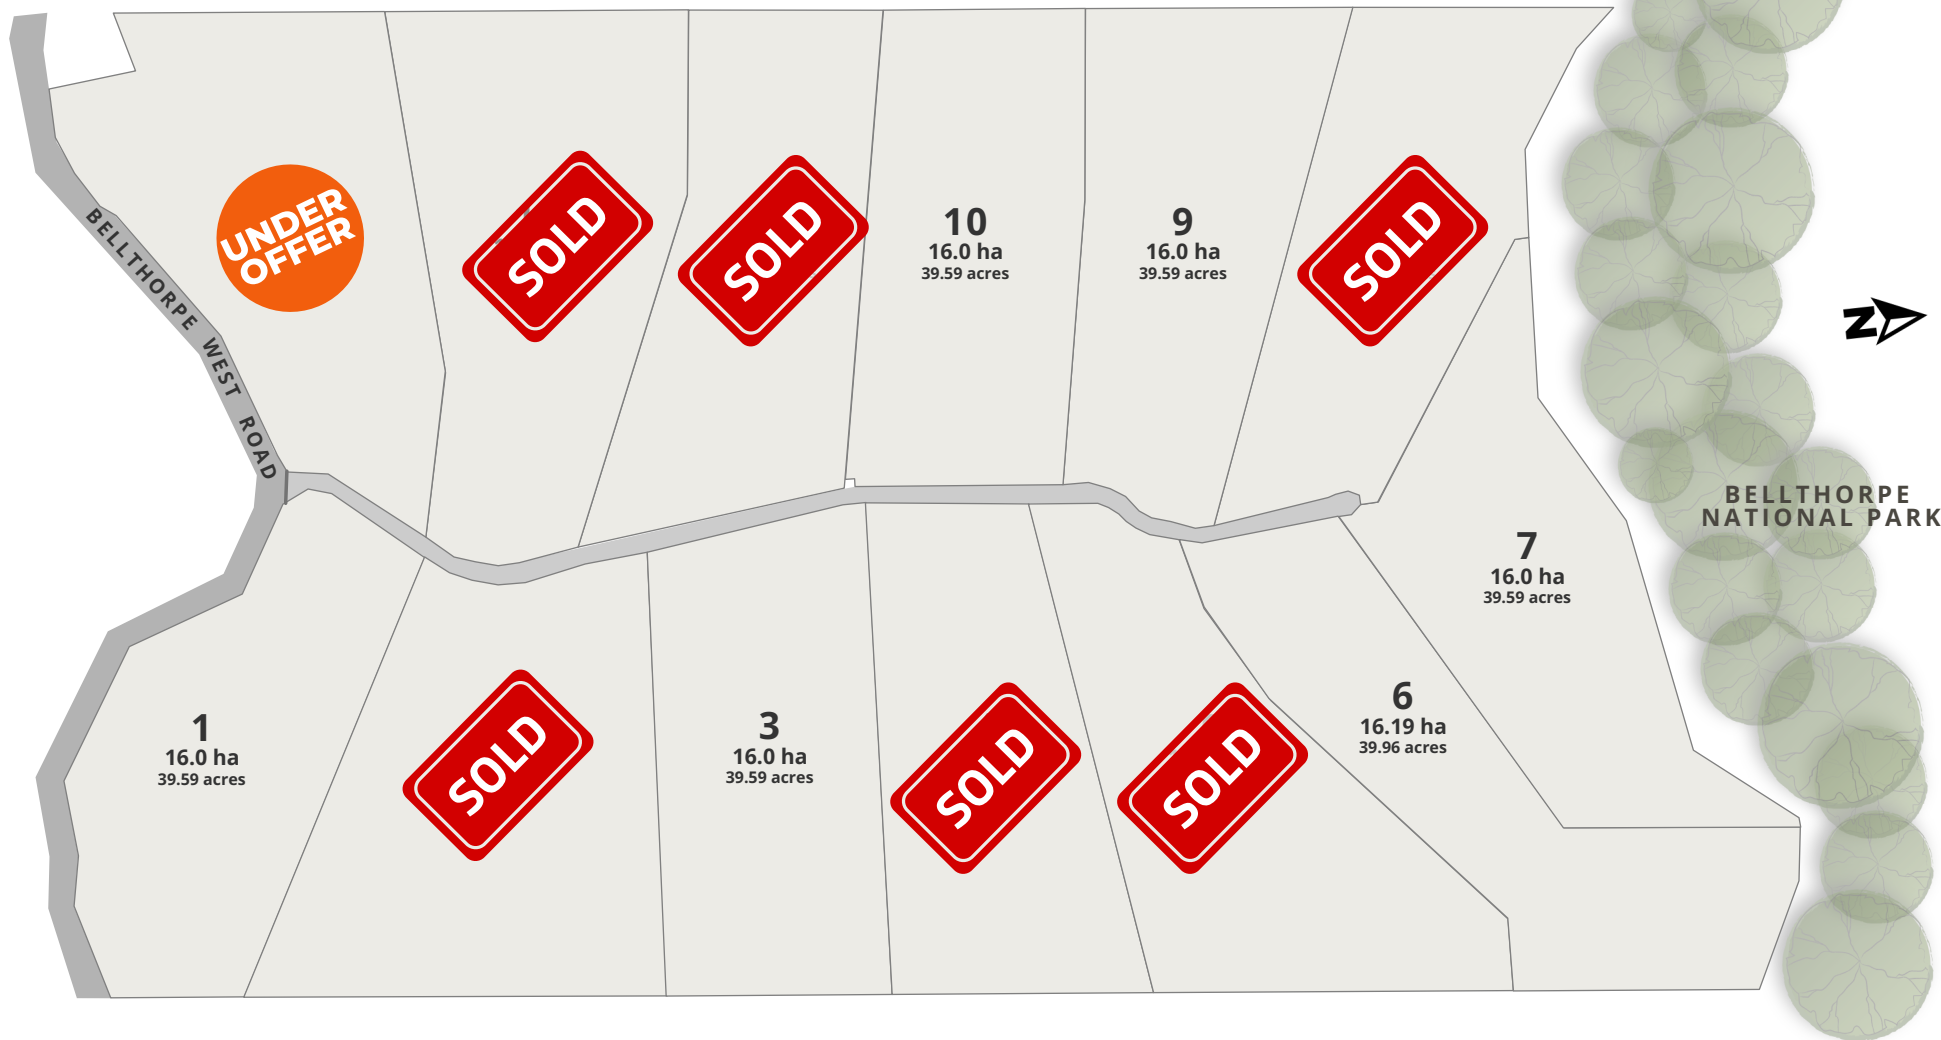 UNDER
OFFER
SOLD
SOLD
10
16.0 ha
39.59 acres
9
16.0 ha
39.59 acres
SOLD
BELLTHORPE WEST ROAD
N
BELLTHORPE
NATIONAL PARK
7
16.0 ha
39.59 acres
1
16.0 ha
39.59 acres
SOLD
3
16.0 ha
39.59 acres
SOLD
SOLD
6
16.19 ha
39.96 acres